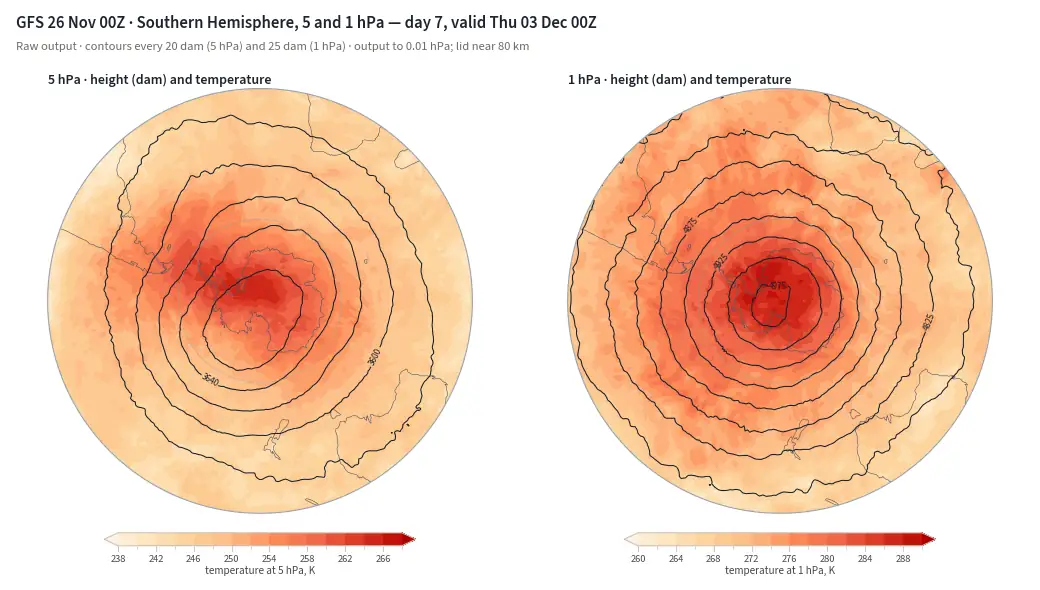 GFS 26 Nov 00Z · Southern Hemisphere, 5 and 1 hPa — day 7, valid Thu 03 Dec 00Z
Raw output · contours every 20 dam (5 hPa) and 25 dam (1 hPa) · output to 0.01 hPa; lid near 80 km
5 hPa · height (dam) and temperature
1 hPa · height (dam) and temperature
4875
4925
4975
4825
3600
3640
238 242 246 250 254 258 262 266
260 264 268 272 276 280 284 288
temperature at 5 hPa, K
temperature at 1 hPa, K